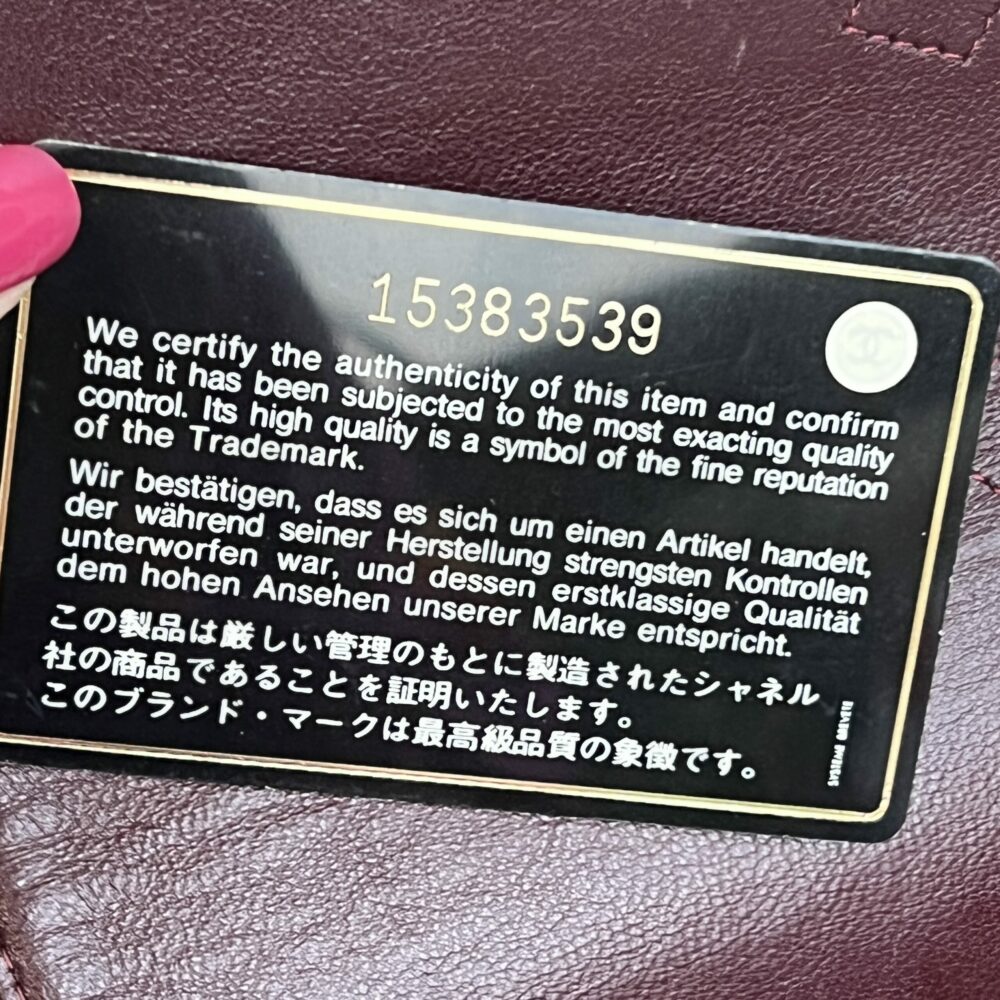 15383539
We certify the authenticity of this item and confirm
that it has been subjected to the most exacting quality
control. Its high quality is a symbol of the fine reputation
of the Trademark.
Wir bestätigen, dass es sich um einen Artikel handelt,
der während seiner Herstellung strengsten Kontrollen
unterworfen war, und dessen erstklassige Qualität
dem hohen Ansehen unserer Marke entspricht.
この製品は厳しい管理のもとに製造されたシャネル
社の商品であることを証明いたします。
このブランド・マークは最高級品質の象徴です。
SYSTEME BREVETE